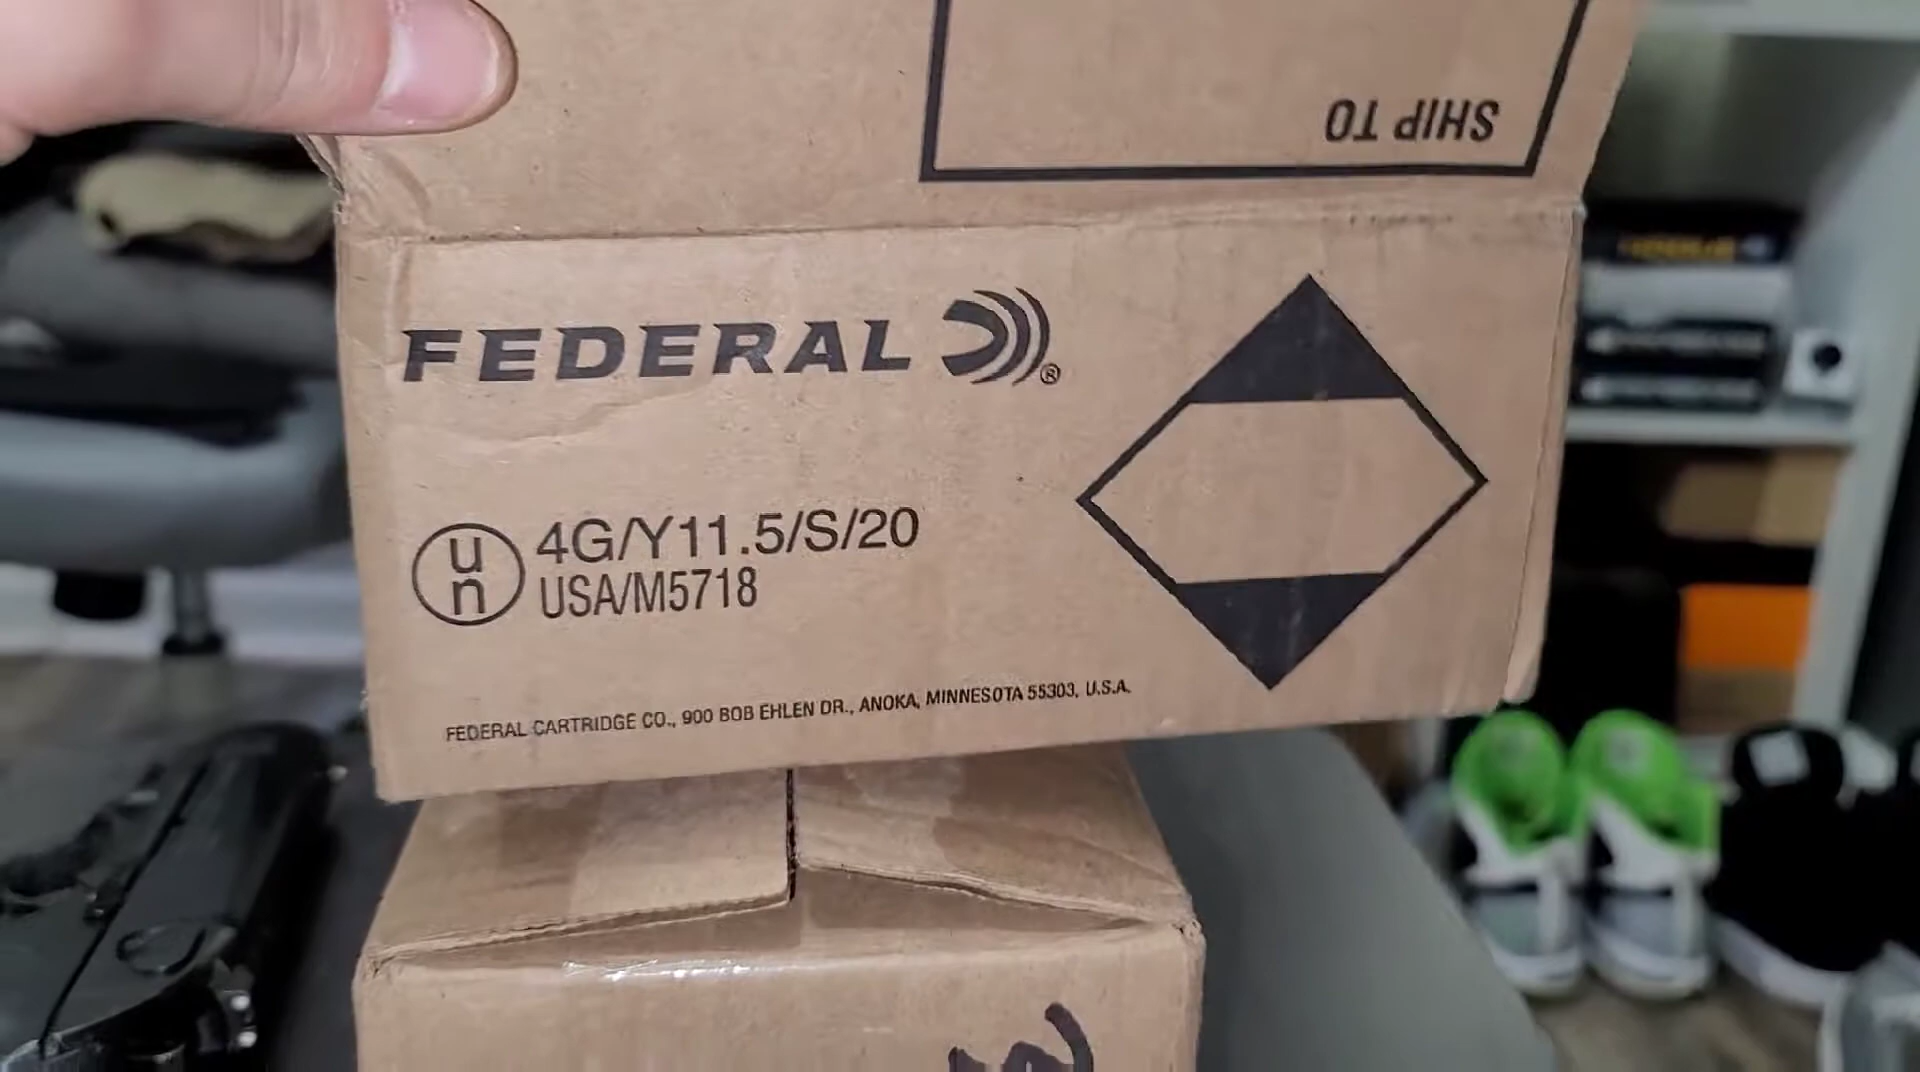 SHIP TO
FEDERAL ®
un 4G/Y11.5/S/20
USA/M5718
FEDERAL CARTRIDGE CO., 900 BOB EHLEN DR., ANOKA, MINNESOTA 55303, U.S.A.